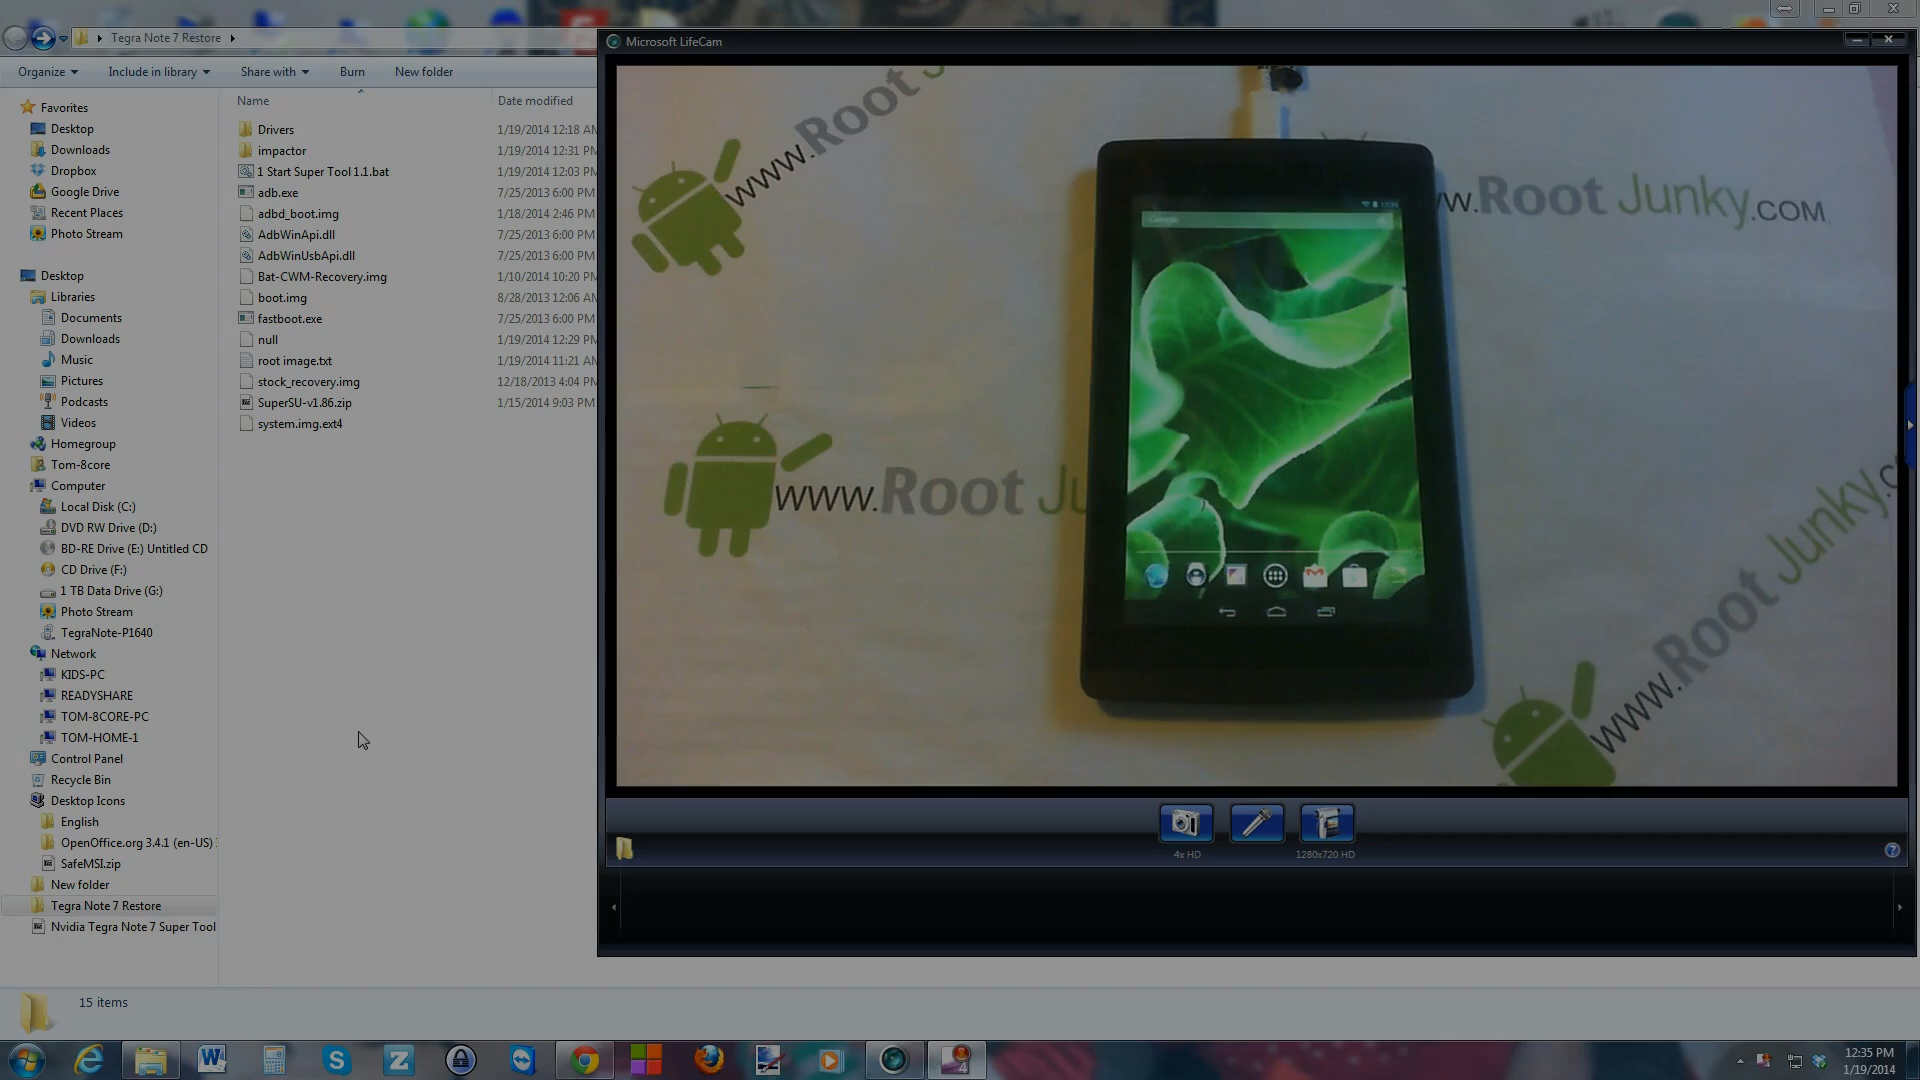 Tegra Note 7 Restore
Organize
Include in library
Share with
Burn
New folder
Name
Date modified
Favorites
Desktop
Downloads
Dropbox
Google Drive
Recent Places
Photo Stream
Desktop
Libraries
Documents
Downloads
Music
Pictures
Podcasts
Videos
Homegroup
Tom-8core
Computer
Local Disk (C:)
DVD RW Drive (D:)
BD-RE Drive (E:) Untitled CD
CD Drive (F:)
1 TB Data Drive (G:)
Photo Stream
TegraNote-P1640
Network
KIDS-PC
READYSHARE
TOM-8CORE-PC
TOM-HOME-1
Control Panel
Recycle Bin
Desktop Icons
English
OpenOffice.org 3.4.1 (en-US)
SafeMSI.zip
New folder
Tegra Note 7 Restore
Nvidia Tegra Note 7 Super Tool
Drivers 1/19/2014 12:18 AM
impactor 1/19/2014 12:31 PM
1 Start Super Tool 1.1.bat 1/19/2014 12:03 PM
adb.exe 7/25/2013 6:00 PM
adbd_boot.img 1/18/2014 2:46 PM
AdbWinApi.dll 7/25/2013 6:00 PM
AdbWinUsbApi.dll 7/25/2013 6:00 PM
Bat-CWM-Recovery.img 1/10/2014 10:20 PM
boot.img 8/28/2013 12:06 AM
fastboot.exe 7/25/2013 6:00 PM
null 1/19/2014 12:29 PM
root image.txt 1/19/2014 11:21 AM
stock_recovery.img 12/18/2013 4:04 PM
SuperSU-v1.86.zip 1/15/2014 9:03 PM
system.img.ext4
15 items
Microsoft LifeCam
www.Root J
w.Root Junky.COM
www.Root Ju
www.Root Junky.c
Google
4x HD
1280x720 HD
12:35 PM
1/19/2014